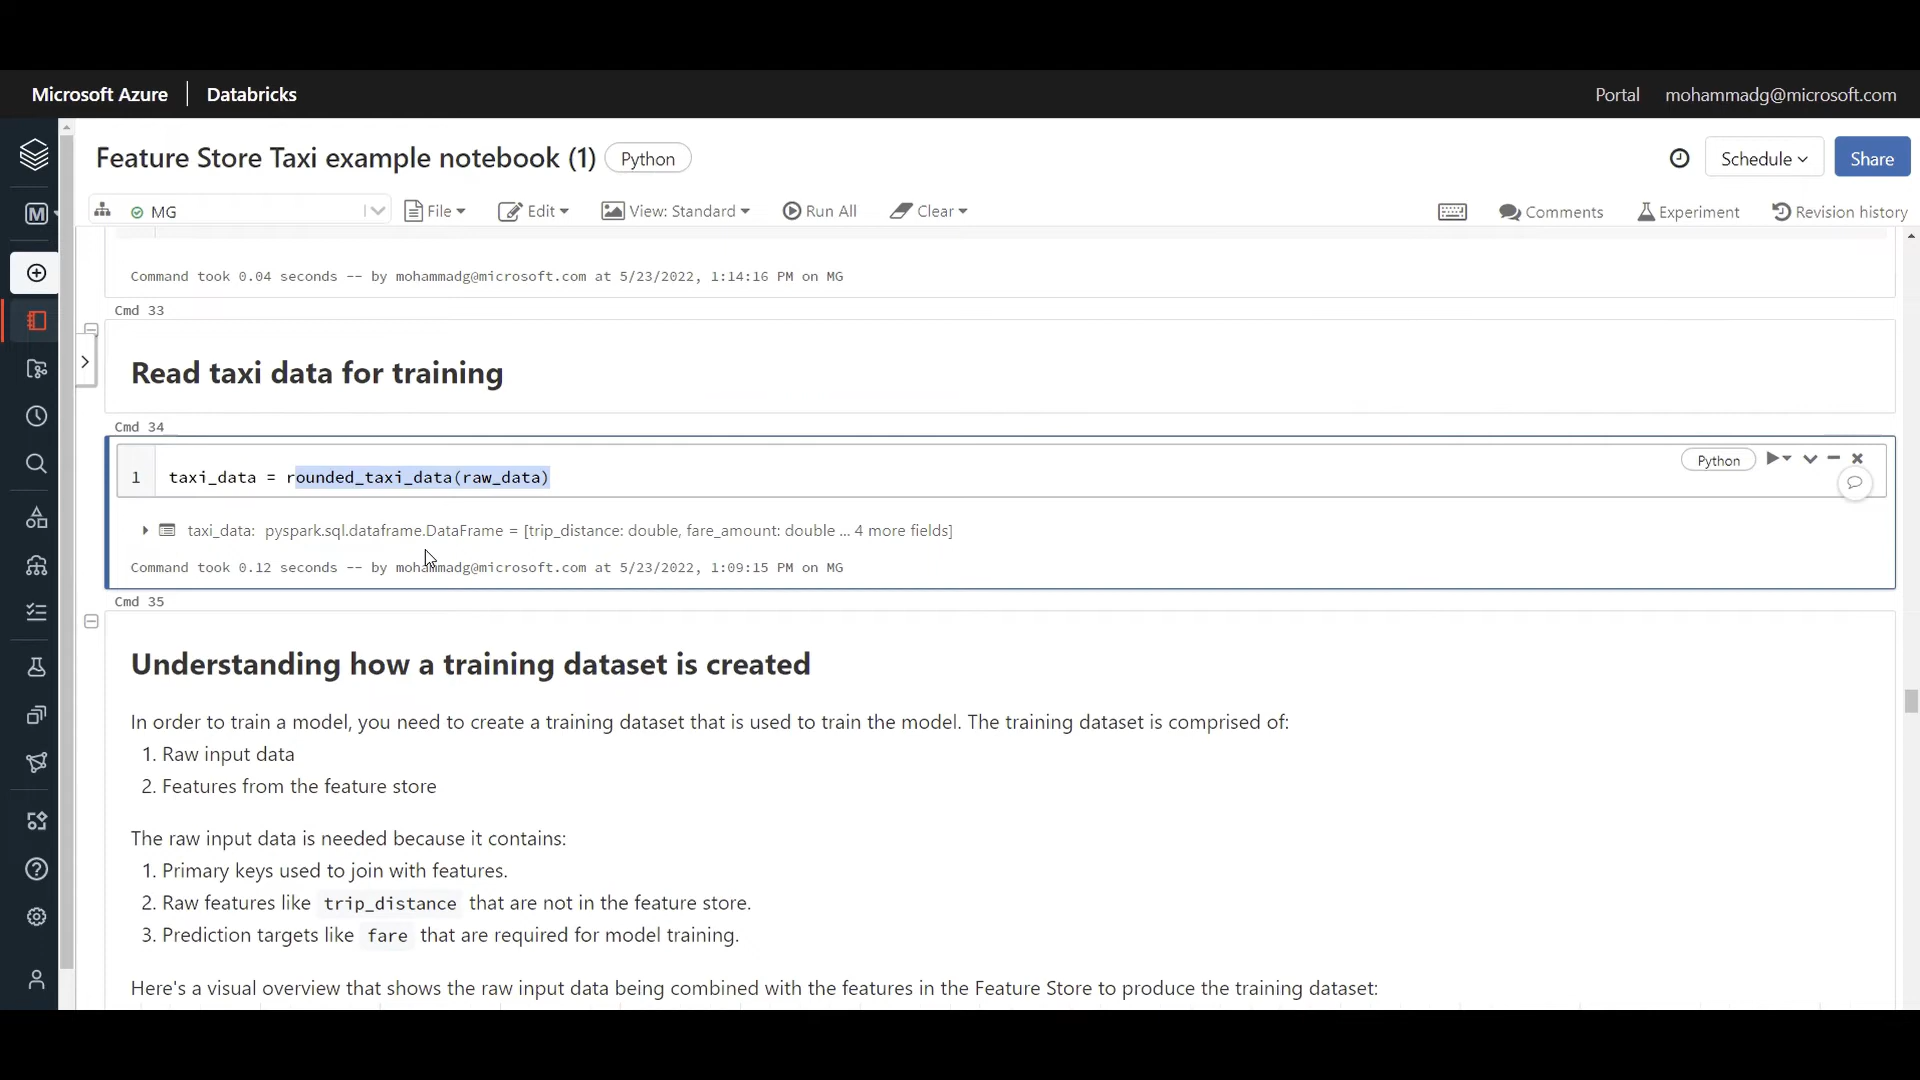 Microsoft Azure | Databricks
Portal mohammadg@microsoft.com
Feature Store Taxi example notebook (1) Python
Schedule Share
M MG File Edit View: Standard Run All Clear Comments Experiment Revision history
Command took 0.04 seconds -- by mohammadg@microsoft.com at 5/23/2022, 1:14:16 PM on MG
Cmd 33
Read taxi data for training
Cmd 34
Python
1 taxi_data = rounded_taxi_data(raw_data)
taxi_data: pyspark.sql.dataframe.DataFrame = [trip_distance: double, fare_amount: double ... 4 more fields]
Command took 0.12 seconds -- by mohammadg@microsoft.com at 5/23/2022, 1:09:15 PM on MG
Cmd 35
Understanding how a training dataset is created
In order to train a model, you need to create a training dataset that is used to train the model. The training dataset is comprised of:
1. Raw input data
2. Features from the feature store
The raw input data is needed because it contains:
1. Primary keys used to join with features.
2. Raw features like trip_distance that are not in the feature store.
3. Prediction targets like fare that are required for model training.
Here's a visual overview that shows the raw input data being combined with the features in the Feature Store to produce the training dataset: